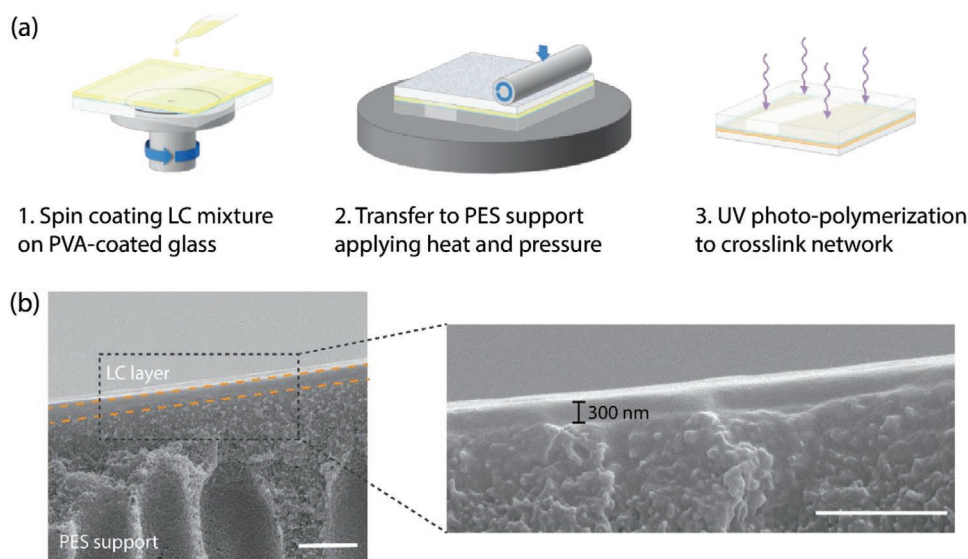 (a)
1. Spin coating LC mixture
on PVA-coated glass
2. Transfer to PES support
applying heat and pressure
3. UV photo-polymerization
to crosslink network
(b)
LC layer
300 nm
PES support